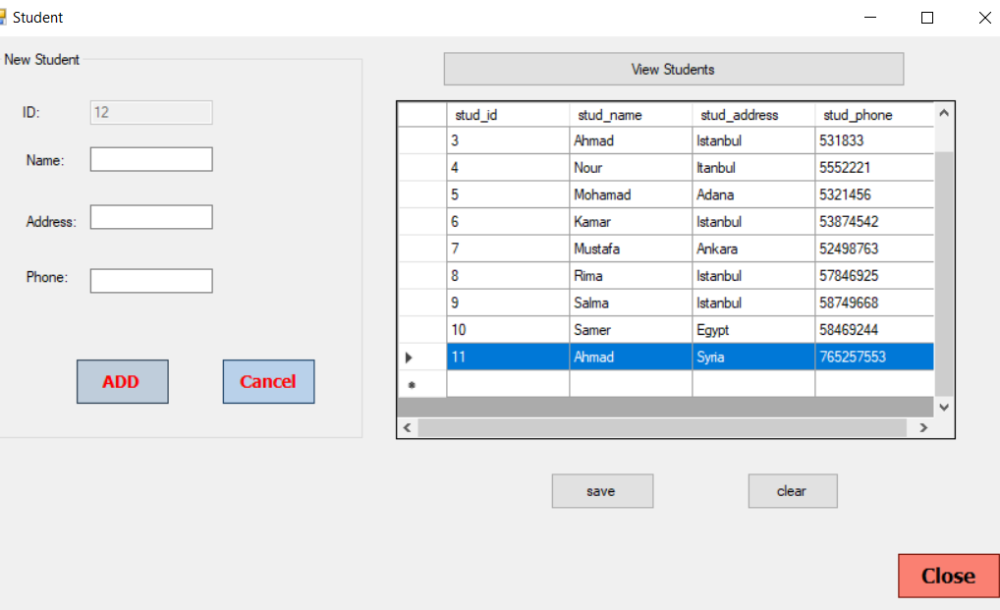 Student
New Student
ID: 12
Name:
Address:
Phone:
ADD Cancel
View Students
stud_id stud_name stud_address stud_phone
3 Ahmad Istanbul 531833
4 Nour Itanbul 5552221
5 Mohamad Adana 5321456
6 Kamar Istanbul 53874542
7 Mustafa Ankara 52498763
8 Rima Istanbul 57846925
9 Salma Istanbul 58749668
10 Samer Egypt 58469244
11 Ahmad Syria 765257553
save clear
Close